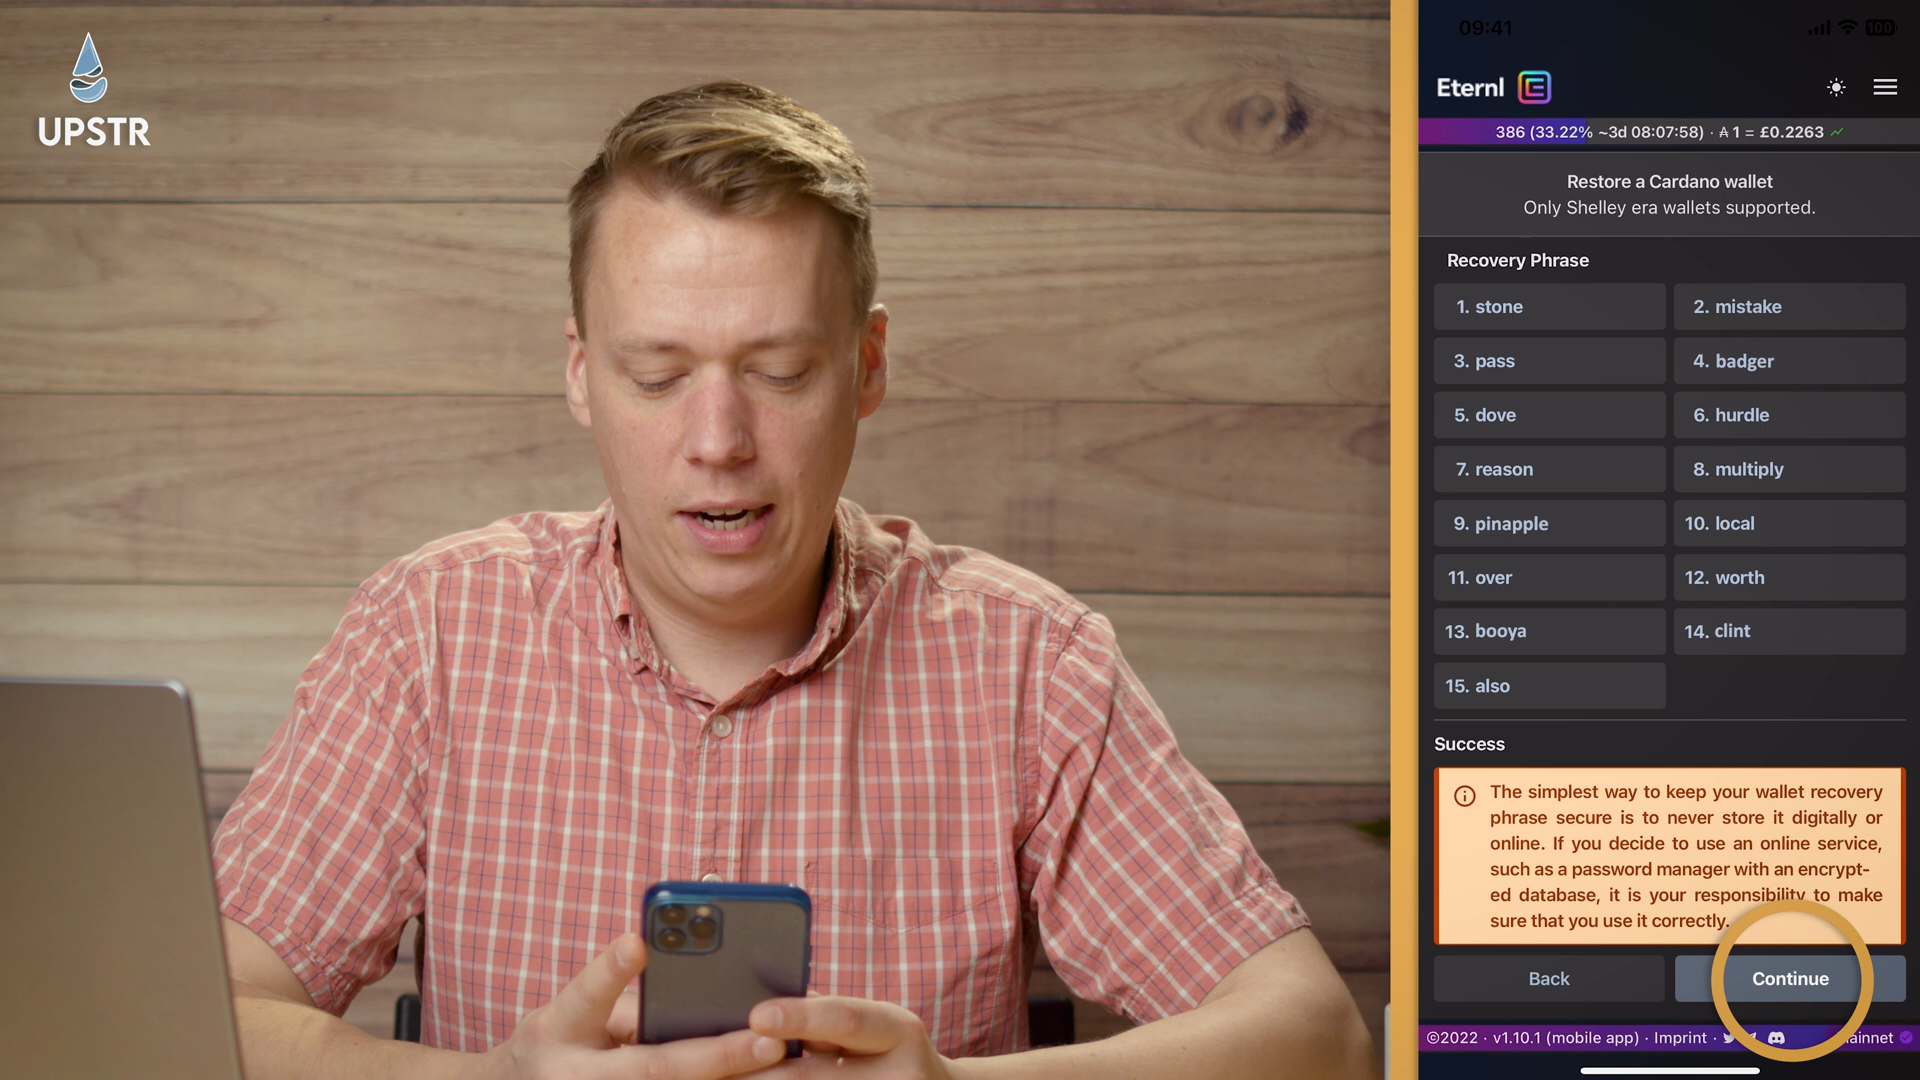 UPSTR
09:41
100
Eternl
386 (33.22% ~3d 08:07:58) · ₳ 1 = £0.2263
Restore a Cardano wallet
Only Shelley era wallets supported.
Recovery Phrase
1. stone
2. mistake
3. pass
4. badger
5. dove
6. hurdle
7. reason
8. multiply
9. pinapple
10. local
11. over
12. worth
13. booya
14. clint
15. also
Success
The simplest way to keep your wallet recovery
phrase secure is to never store it digitally or
online. If you decide to use an online service,
such as a password manager with an encrypt-
ed database, it is your responsibility to make
sure that you use it correctly.
Back
Continue
©2022 · v1.10.1 (mobile app) · Imprint ·